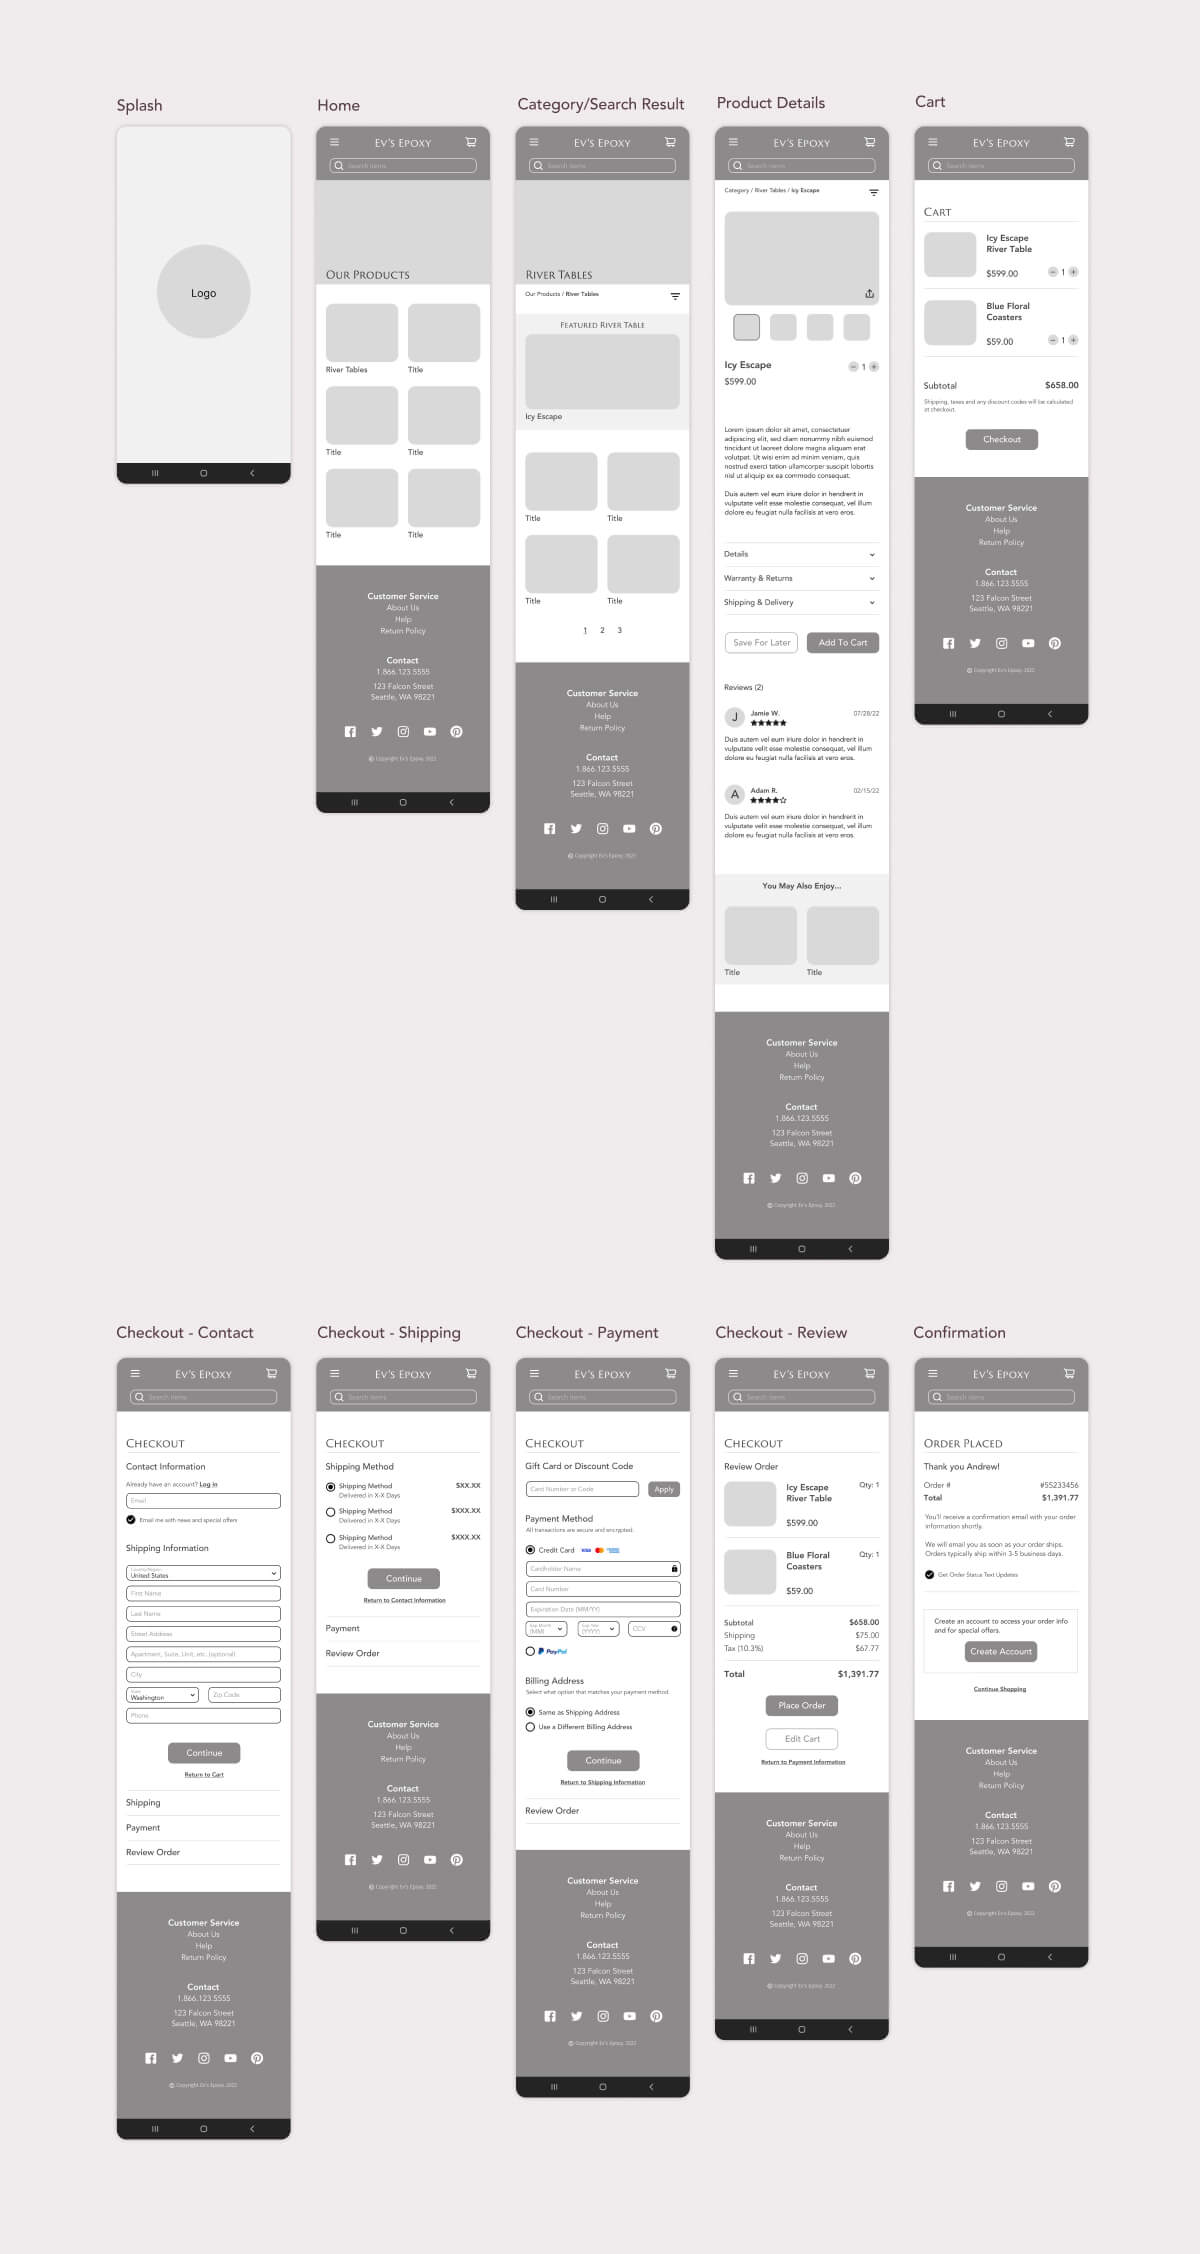 Splash
Logo
Home
Ev's Epoxy
Search items
Our Products
River Tables
Title
Title
Title
Title
Title
Customer Service
About Us
Help
Return Policy
Contact
1.866.123.5555
123 Falcon Street
Seattle, WA 98221
© Copyright Ev's Epoxy, 2022
Category/Search Result
Ev's Epoxy
Search items
River Tables
Our Products / River Tables
Featured River Table
Icy Escape
Title
Title
Title
Title
1 2 3
Customer Service
About Us
Help
Return Policy
Contact
1.866.123.5555
123 Falcon Street
Seattle, WA 98221
© Copyright Ev's Epoxy, 2022
Product Details
Ev's Epoxy
Search items
Category / River Tables / Icy Escape
Icy Escape
1
$599.00
Lorem ipsum dolor sit amet, consectetuer
adipiscing elit, sed diam nonummy nibh euismod
tincidunt ut laoreet dolore magna aliquam erat
volutpat. Ut wisi enim ad minim veniam, quis
nostrud exerci tation ullamcorper suscipit lobortis
nisl ut aliquip ex ea commodo consequat.
Duis autem vel eum iriure dolor in hendrerit in
vulputate velit esse molestie consequat, vel illum
dolore eu feugiat nulla facilisis at vero eros.
Details
Warranty & Returns
Shipping & Delivery
Save For Later
Add To Cart
Reviews (2)
J
Jamie W.
07/28/22
Duis autem vel eum iriure dolor in hendrerit in
vulputate velit esse molestie consequat, vel illum
dolore eu feugiat nulla facilisis at vero eros.
A
Adam R.
02/15/22
Duis autem vel eum iriure dolor in hendrerit in
vulputate velit esse molestie consequat, vel illum
dolore eu feugiat nulla facilisis at vero eros.
You May Also Enjoy...
Title
Title
Customer Service
About Us
Help
Return Policy
Contact
1.866.123.5555
123 Falcon Street
Seattle, WA 98221
© Copyright Ev's Epoxy, 2022
Cart
Ev's Epoxy
Search items
Cart
Icy Escape
River Table
$599.00
1
Blue Floral
Coasters
$59.00
1
Subtotal
$658.00
Shipping, taxes and any discount codes will be calculated
at checkout.
Checkout
Customer Service
About Us
Help
Return Policy
Contact
1.866.123.5555
123 Falcon Street
Seattle, WA 98221
© Copyright Ev's Epoxy, 2022
Checkout - Contact
Ev's Epoxy
Search items
Checkout
Contact Information
Already have an account? Log in
Email
Email me with news and special offers
Shipping Information
Country/Region
United States
First Name
Last Name
Street Address
Apartment, Suite, Unit, etc. (optional)
City
State
Washington
Zip Code
Phone
Continue
Return to Cart
Shipping
Payment
Review Order
Customer Service
About Us
Help
Return Policy
Contact
1.866.123.5555
123 Falcon Street
Seattle, WA 98221
© Copyright Ev's Epoxy, 2022
Checkout - Shipping
Ev's Epoxy
Search items
Checkout
Shipping Method
Shipping Method
$XX.XX
Delivered in X-X Days
Shipping Method
$XXX.XX
Delivered in X-X Days
Shipping Method
$XXX.XX
Delivered in X-X Days
Continue
Return to Contact Information
Payment
Review Order
Customer Service
About Us
Help
Return Policy
Contact
1.866.123.5555
123 Falcon Street
Seattle, WA 98221
© Copyright Ev's Epoxy, 2022
Checkout - Payment
Ev's Epoxy
Search items
Checkout
Gift Card or Discount Code
Card Number or Code
Apply
Payment Method
All transactions are secure and encrypted.
Credit Card
VISA
Cardholder Name
Card Number
Expiration Date (MM/YY)
Exp. Month
(MM)
Exp. Year
(YYYY)
CCV
PayPal
Billing Address
Select what option that matches your payment method.
Same as Shipping Address
Use a Different Billing Address
Continue
Return to Shipping Information
Review Order
Customer Service
About Us
Help
Return Policy
Contact
1.866.123.5555
123 Falcon Street
Seattle, WA 98221
© Copyright Ev's Epoxy, 2022
Checkout - Review
Ev's Epoxy
Search items
Checkout
Review Order
Icy Escape
River Table
Qty: 1
$599.00
Blue Floral
Coasters
Qty: 1
$59.00
Subtotal
$658.00
Shipping
$75.00
Tax (10.3%)
$67.77
Total
$1,391.77
Place Order
Edit Cart
Return to Payment Information
Customer Service
About Us
Help
Return Policy
Contact
1.866.123.5555
123 Falcon Street
Seattle, WA 98221
© Copyright Ev's Epoxy, 2022
Confirmation
Ev's Epoxy
Search items
Order Placed
Thank you Andrew!
Order #
#55233456
Total
$1,391.77
You'll receive a confirmation email with your order
information shortly.
We will email you as soon as your order ships.
Orders typically ship within 3-5 business days.
Get Order Status Text Updates
Create an account to access your order info
and for special offers.
Create Account
Continue Shopping
Customer Service
About Us
Help
Return Policy
Contact
1.866.123.5555
123 Falcon Street
Seattle, WA 98221
© Copyright Ev's Epoxy, 2022